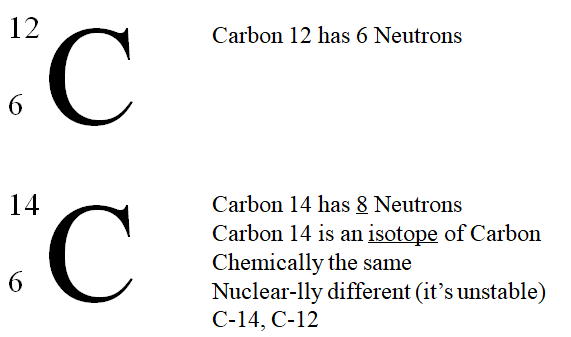 12
C
6
Carbon 12 has 6 Neutrons
14
C
6
Carbon 14 has 8 Neutrons
Carbon 14 is an isotope of Carbon
Chemically the same
Nuclear-lly different (it’s unstable)
C-14, C-12